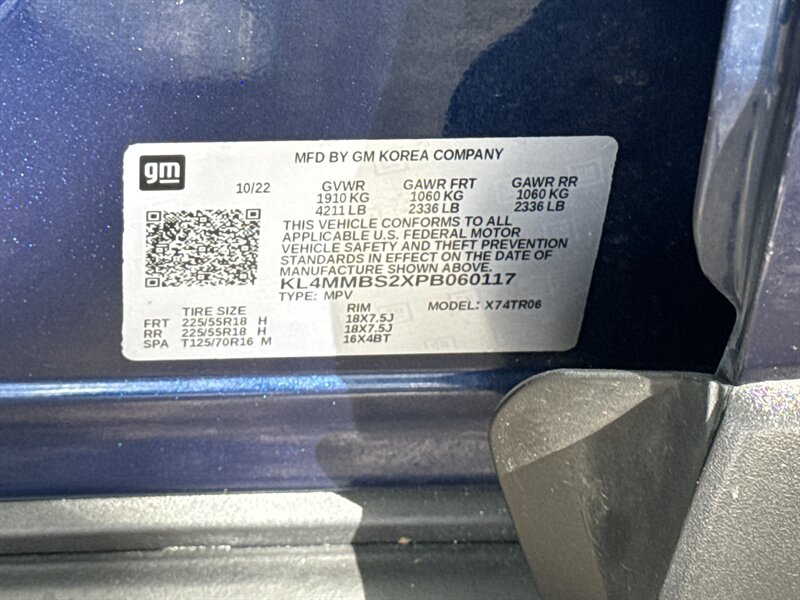 MFD BY GM KOREA COMPANY
gm
10/22 GVWR GAWR FRT GAWR RR
1910 KG 1060 KG 1060 KG
4211 LB 2336 LB 2336 LB
THIS VEHICLE CONFORMS TO ALL
APPLICABLE U.S. FEDERAL MOTOR
VEHICLE SAFETY AND THEFT PREVENTION
STANDARDS IN EFFECT ON THE DATE OF
MANUFACTURE SHOWN ABOVE.
KL4MMBS2XPB060117
TYPE: MPV
TIRE SIZE RIM MODEL: X74TR06
FRT 225/55R18 H 18X7.5J
RR 225/55R18 H 18X7.5J
SPA T125/70R16 M 16X4BT